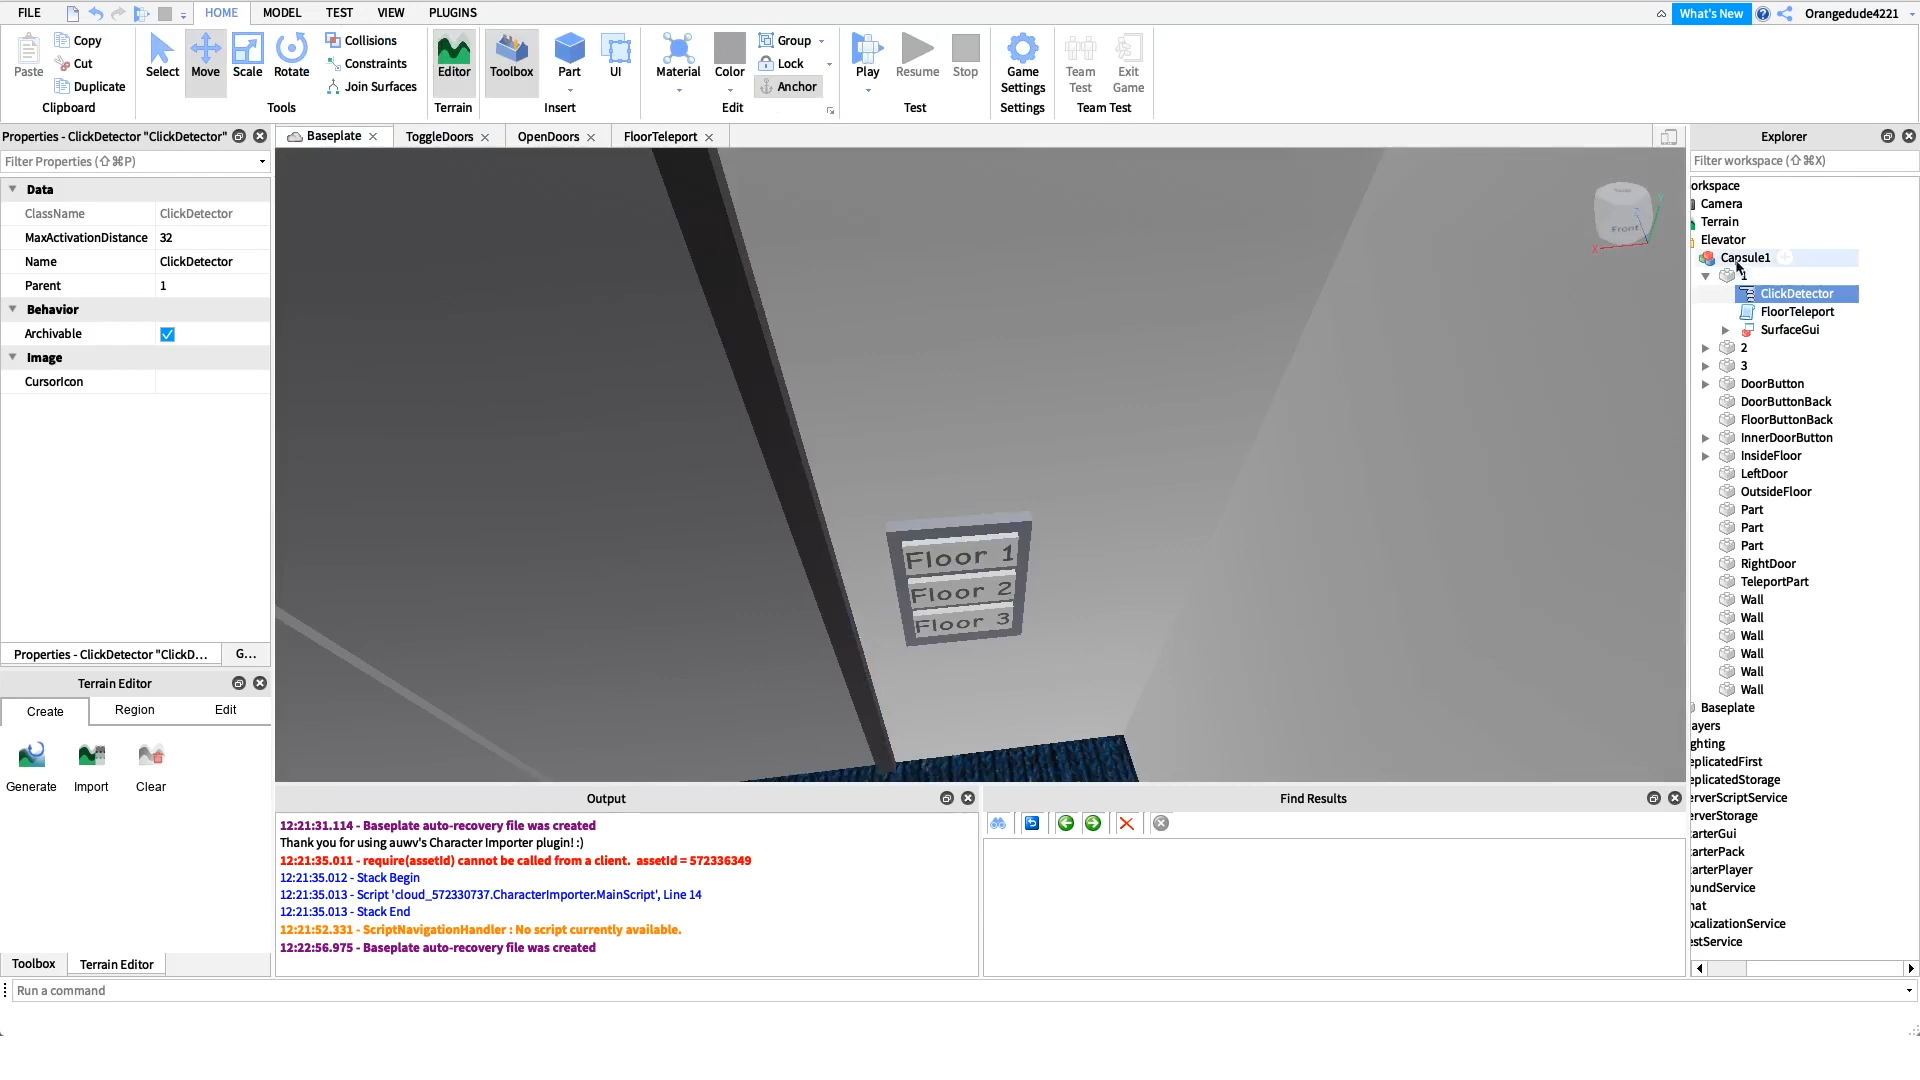 FILE
HOME
MODEL
TEST
VIEW
PLUGINS
What's New
Orangedude4221
Paste
Copy
Cut
Duplicate
Clipboard
Select
Move
Scale
Rotate
Collisions
Constraints
Join Surfaces
Tools
Editor
Terrain
Toolbox
Part
UI
Insert
Material
Color
Group
Lock
Anchor
Edit
Play
Resume
Stop
Test
Game
Settings
Settings
Team
Test
Exit
Game
Team Test
Properties - ClickDetector "ClickDetector"
Filter Properties (⇧⌘P)
Data
ClassName ClickDetector
MaxActivationDistance 32
Name ClickDetector
Parent 1
Behavior
Archivable
Image
CursorIcon
Properties - ClickDetector "ClickD...
G...
Terrain Editor
Create
Region
Edit
Generate
Import
Clear
Toolbox
Terrain Editor
Baseplate
ToggleDoors
OpenDoors
FloorTeleport
Front
X
Floor 1
Floor 2
Floor 3
Output
12:21:31.114 - Baseplate auto-recovery file was created
Thank you for using auwv's Character Importer plugin! :)
12:21:35.011 - require(assetId) cannot be called from a client. assetId = 572336349
12:21:35.012 - Stack Begin
12:21:35.013 - Script 'cloud_572330737.CharacterImporter.MainScript', Line 14
12:21:35.013 - Stack End
12:21:52.331 - ScriptNavigationHandler : No script currently available.
12:22:56.975 - Baseplate auto-recovery file was created
Find Results
Explorer
Filter workspace (⇧⌘X)
orkspace
Camera
Terrain
Elevator
Capsule1
1
ClickDetector
FloorTeleport
SurfaceGui
2
3
DoorButton
DoorButtonBack
FloorButtonBack
InnerDoorButton
InsideFloor
LeftDoor
OutsideFloor
Part
Part
Part
RightDoor
TeleportPart
Wall
Wall
Wall
Wall
Wall
Wall
Baseplate
ayers
ghting
eplicatedFirst
eplicatedStorage
erverScriptService
erverStorage
arterGui
arterPack
arterPlayer
oundService
hat
ocalizationService
estService
Run a command